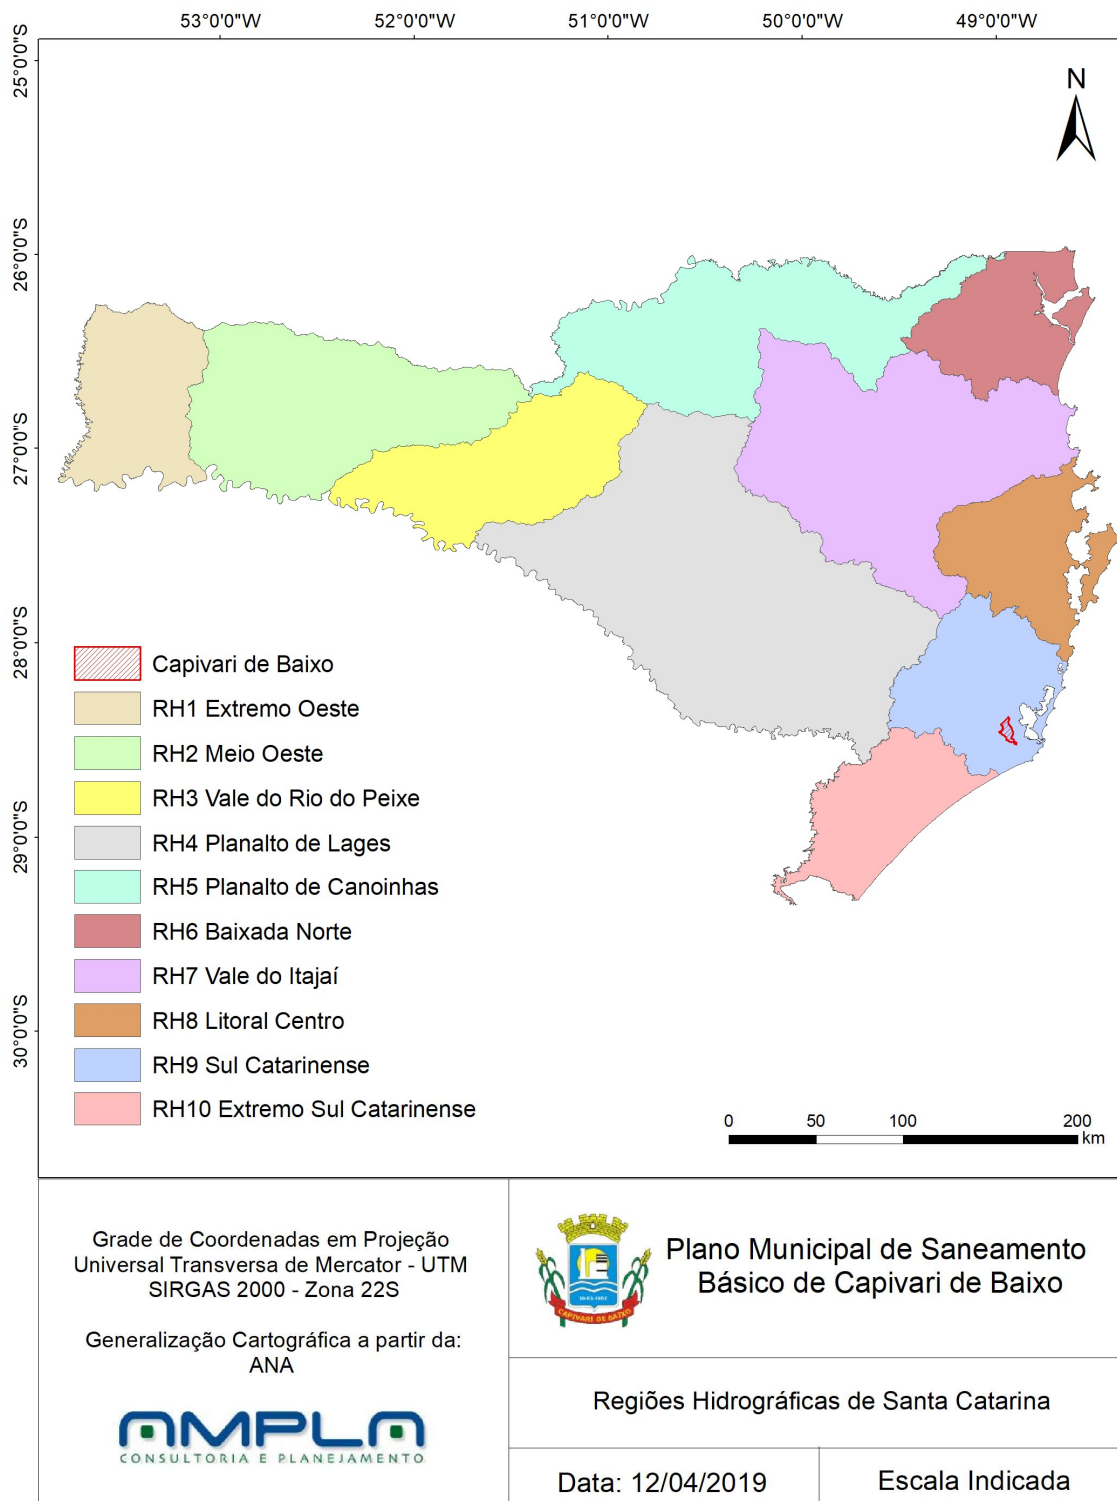 53°0'0"W
52°0'0"W
51°0'0"W
50°0'0"W
49°0'0"W
25°0'0"S
26°0'0"S
27°0'0"S
28°0'0"S
29°0'0"S
30°0'0"S
N
Capivari de Baixo
RH1 Extremo Oeste
RH2 Meio Oeste
RH3 Vale do Rio do Peixe
RH4 Planalto de Lages
RH5 Planalto de Canoinhas
RH6 Baixada Norte
RH7 Vale do Itajaí
RH8 Litoral Centro
RH9 Sul Catarinense
RH10 Extremo Sul Catarinense
0 50 100 200
km
Grade de Coordenadas em Projeção
Universal Transversa de Mercator - UTM
SIRGAS 2000 - Zona 22S
Generalização Cartográfica a partir da:
ANA
AMPLA
CONSULTORIA E PLANEJAMENTO
CAPIVARI DE BAIXO
Plano Municipal de Saneamento
Básico de Capivari de Baixo
Regiões Hidrográficas de Santa Catarina
Data: 12/04/2019
Escala Indicada